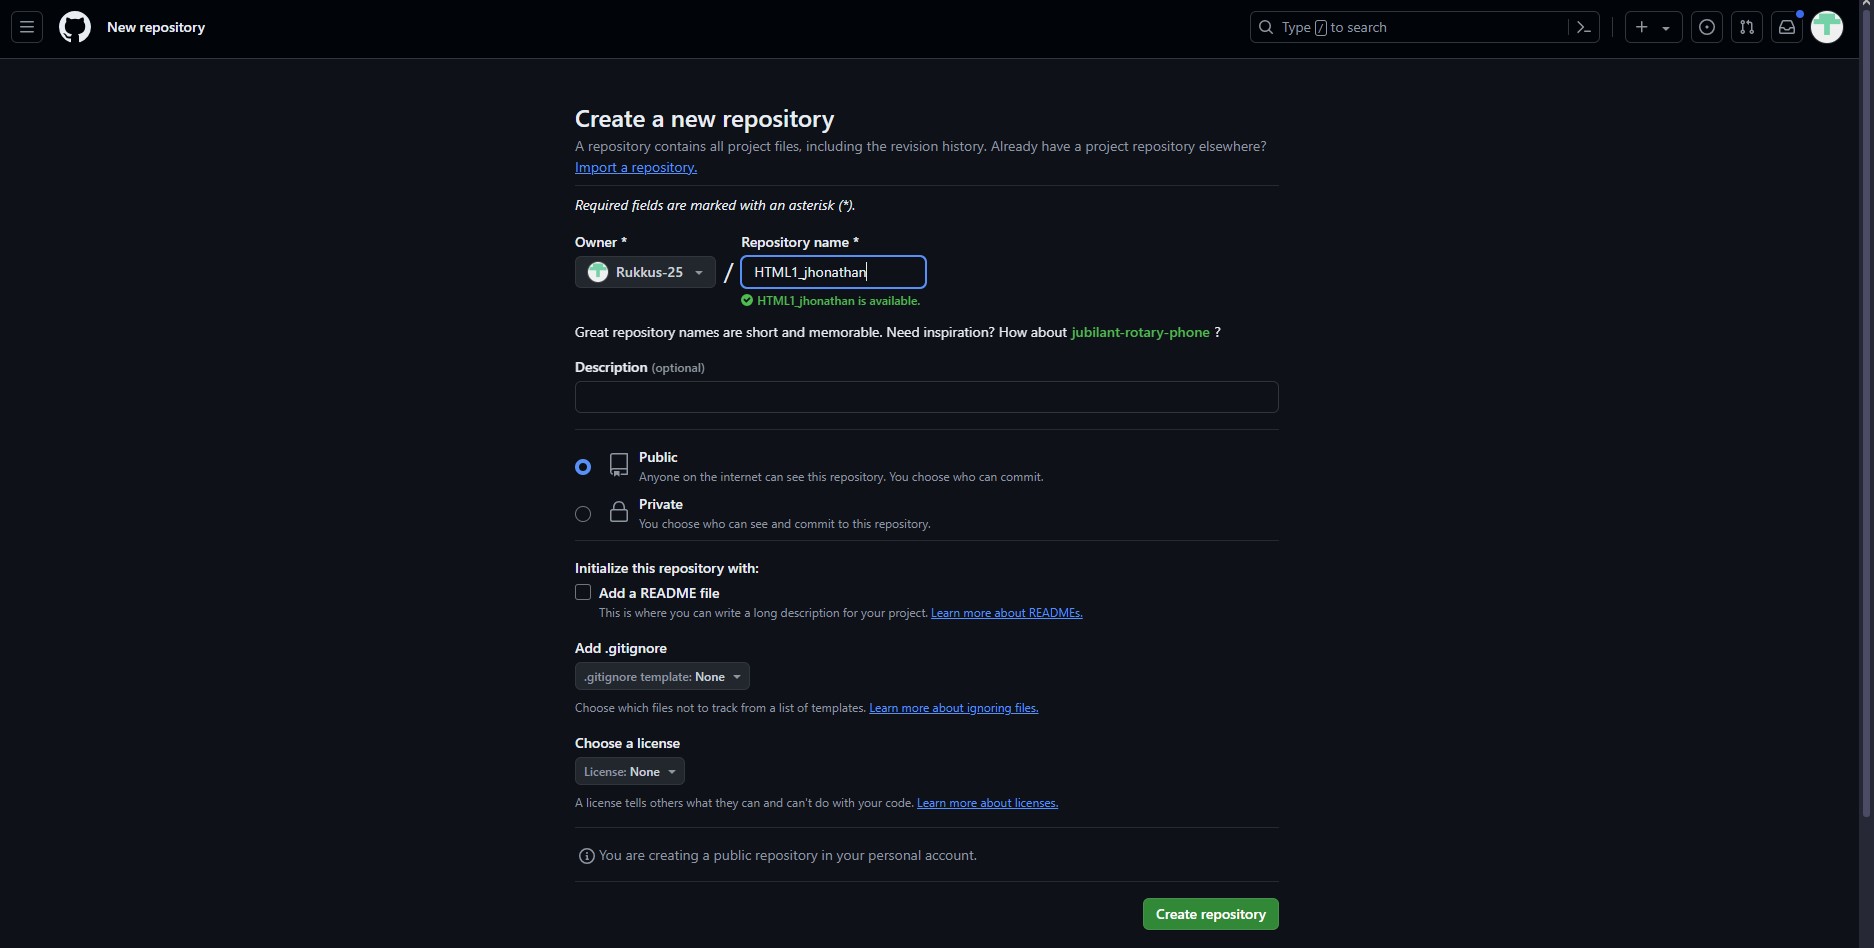 New repository
Type / to search
Create a new repository
A repository contains all project files, including the revision history. Already have a project repository elsewhere?
Import a repository.
Required fields are marked with an asterisk (*).
Owner *
Repository name *
Rukkus-25
/
HTML1_jhonathan
HTML1_jhonathan is available.
Great repository names are short and memorable. Need inspiration? How about jubilant-rotary-phone ?
Description (optional)
Public
Anyone on the internet can see this repository. You choose who can commit.
Private
You choose who can see and commit to this repository.
Initialize this repository with:
Add a README file
This is where you can write a long description for your project. Learn more about READMEs.
Add .gitignore
.gitignore template: None
Choose which files not to track from a list of templates. Learn more about ignoring files.
Choose a license
License: None
A license tells others what they can and can't do with your code. Learn more about licenses.
You are creating a public repository in your personal account.
Create repository